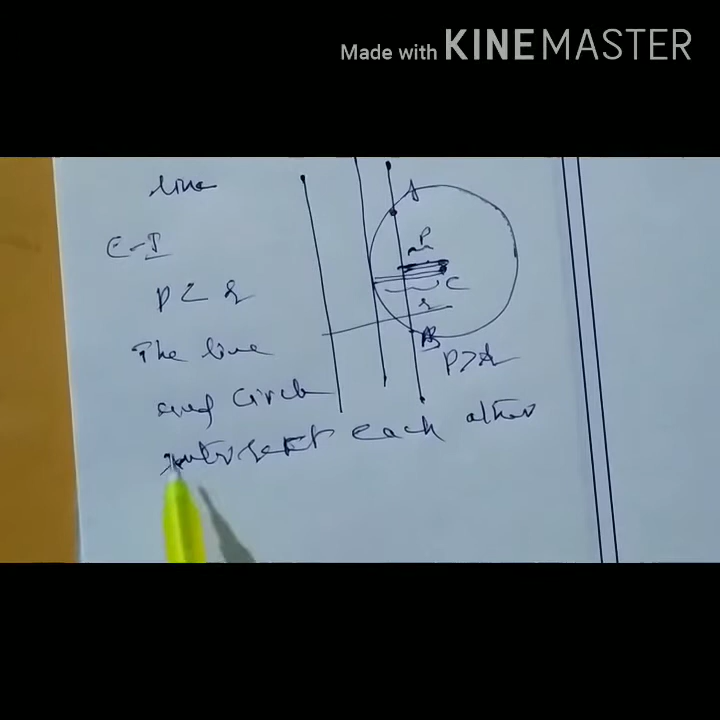 Made with KINEMASTER
line
C-I
P < r
The line
and Circle
intersect each other
A
P
C
r
B
P > r